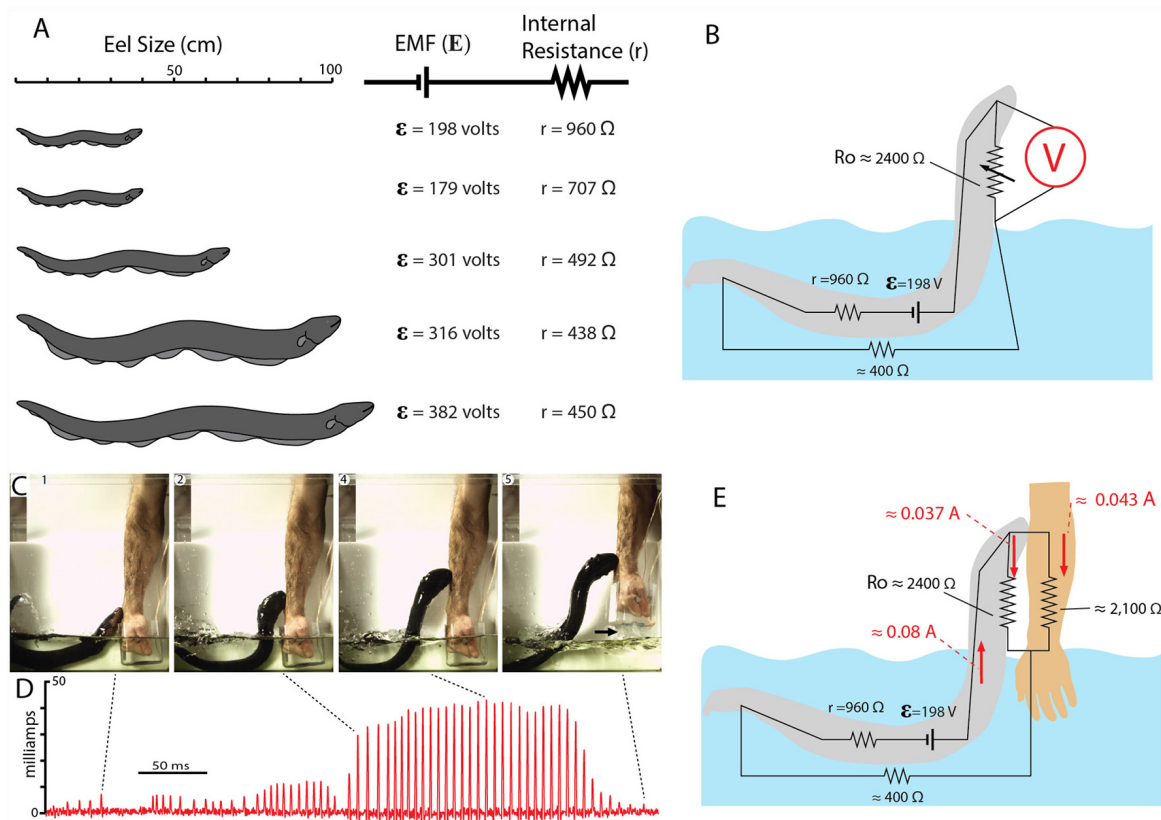 A
Eel Size (cm)
50
100
EMF (E)
Internal
Resistance (r)
ε = 198 volts
r = 960 Ω
ε = 179 volts
r = 707 Ω
ε = 301 volts
r = 492 Ω
ε = 316 volts
r = 438 Ω
ε = 382 volts
r = 450 Ω
B
Ro ≈ 2400 Ω
V
r =960 Ω
ε=198 V
≈ 400 Ω
C
1
2
4
5
D
50
milliamps
0
50 ms
E
≈ 0.037 A
≈ 0.043 A
Ro ≈ 2400 Ω
≈ 2,100 Ω
≈ 0.08 A
r=960 Ω
ε=198 V
≈ 400 Ω